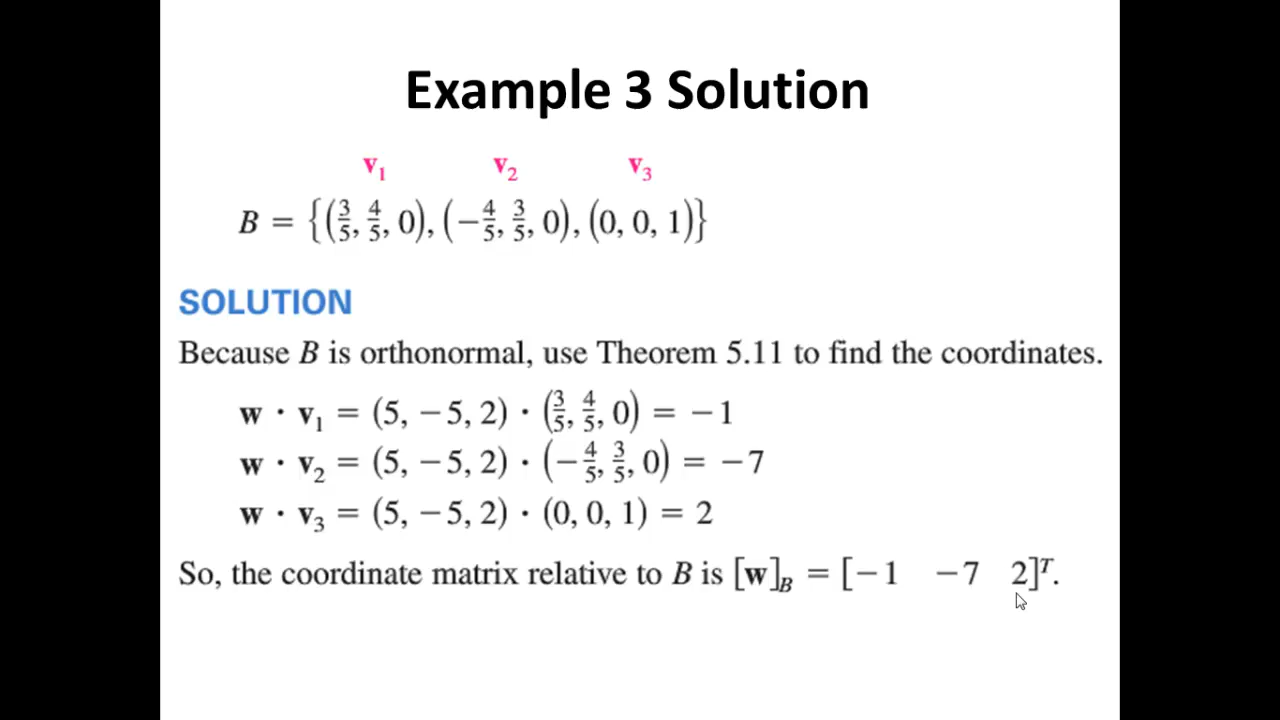 Example 3 Solution
v₁ v₂ v₃
B = {(3/5, 4/5, 0), (−4/5, 3/5, 0), (0, 0, 1)}
SOLUTION
Because B is orthonormal, use Theorem 5.11 to find the coordinates.
w · v₁ = (5, −5, 2) · (3/5, 4/5, 0) = −1
w · v₂ = (5, −5, 2) · (−4/5, 3/5, 0) = −7
w · v₃ = (5, −5, 2) · (0, 0, 1) = 2
So, the coordinate matrix relative to B is [w]_B = [−1 −7 2]ᵀ.